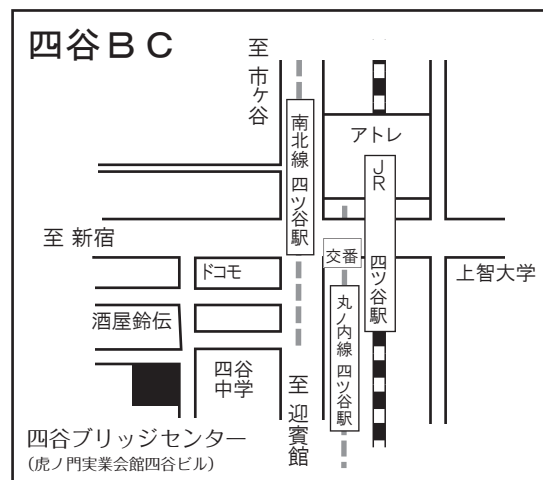 四谷BC
至 市ヶ谷
南北線 四ツ谷駅
アトレ
JR 四ツ谷駅
至 新宿
ドコモ
交番
上智大学
酒屋鈴伝
丸ノ内線 四ツ谷駅
四谷
中学
至 迎賓館
四谷ブリッジセンター
(虎ノ門実業会館四谷ビル)